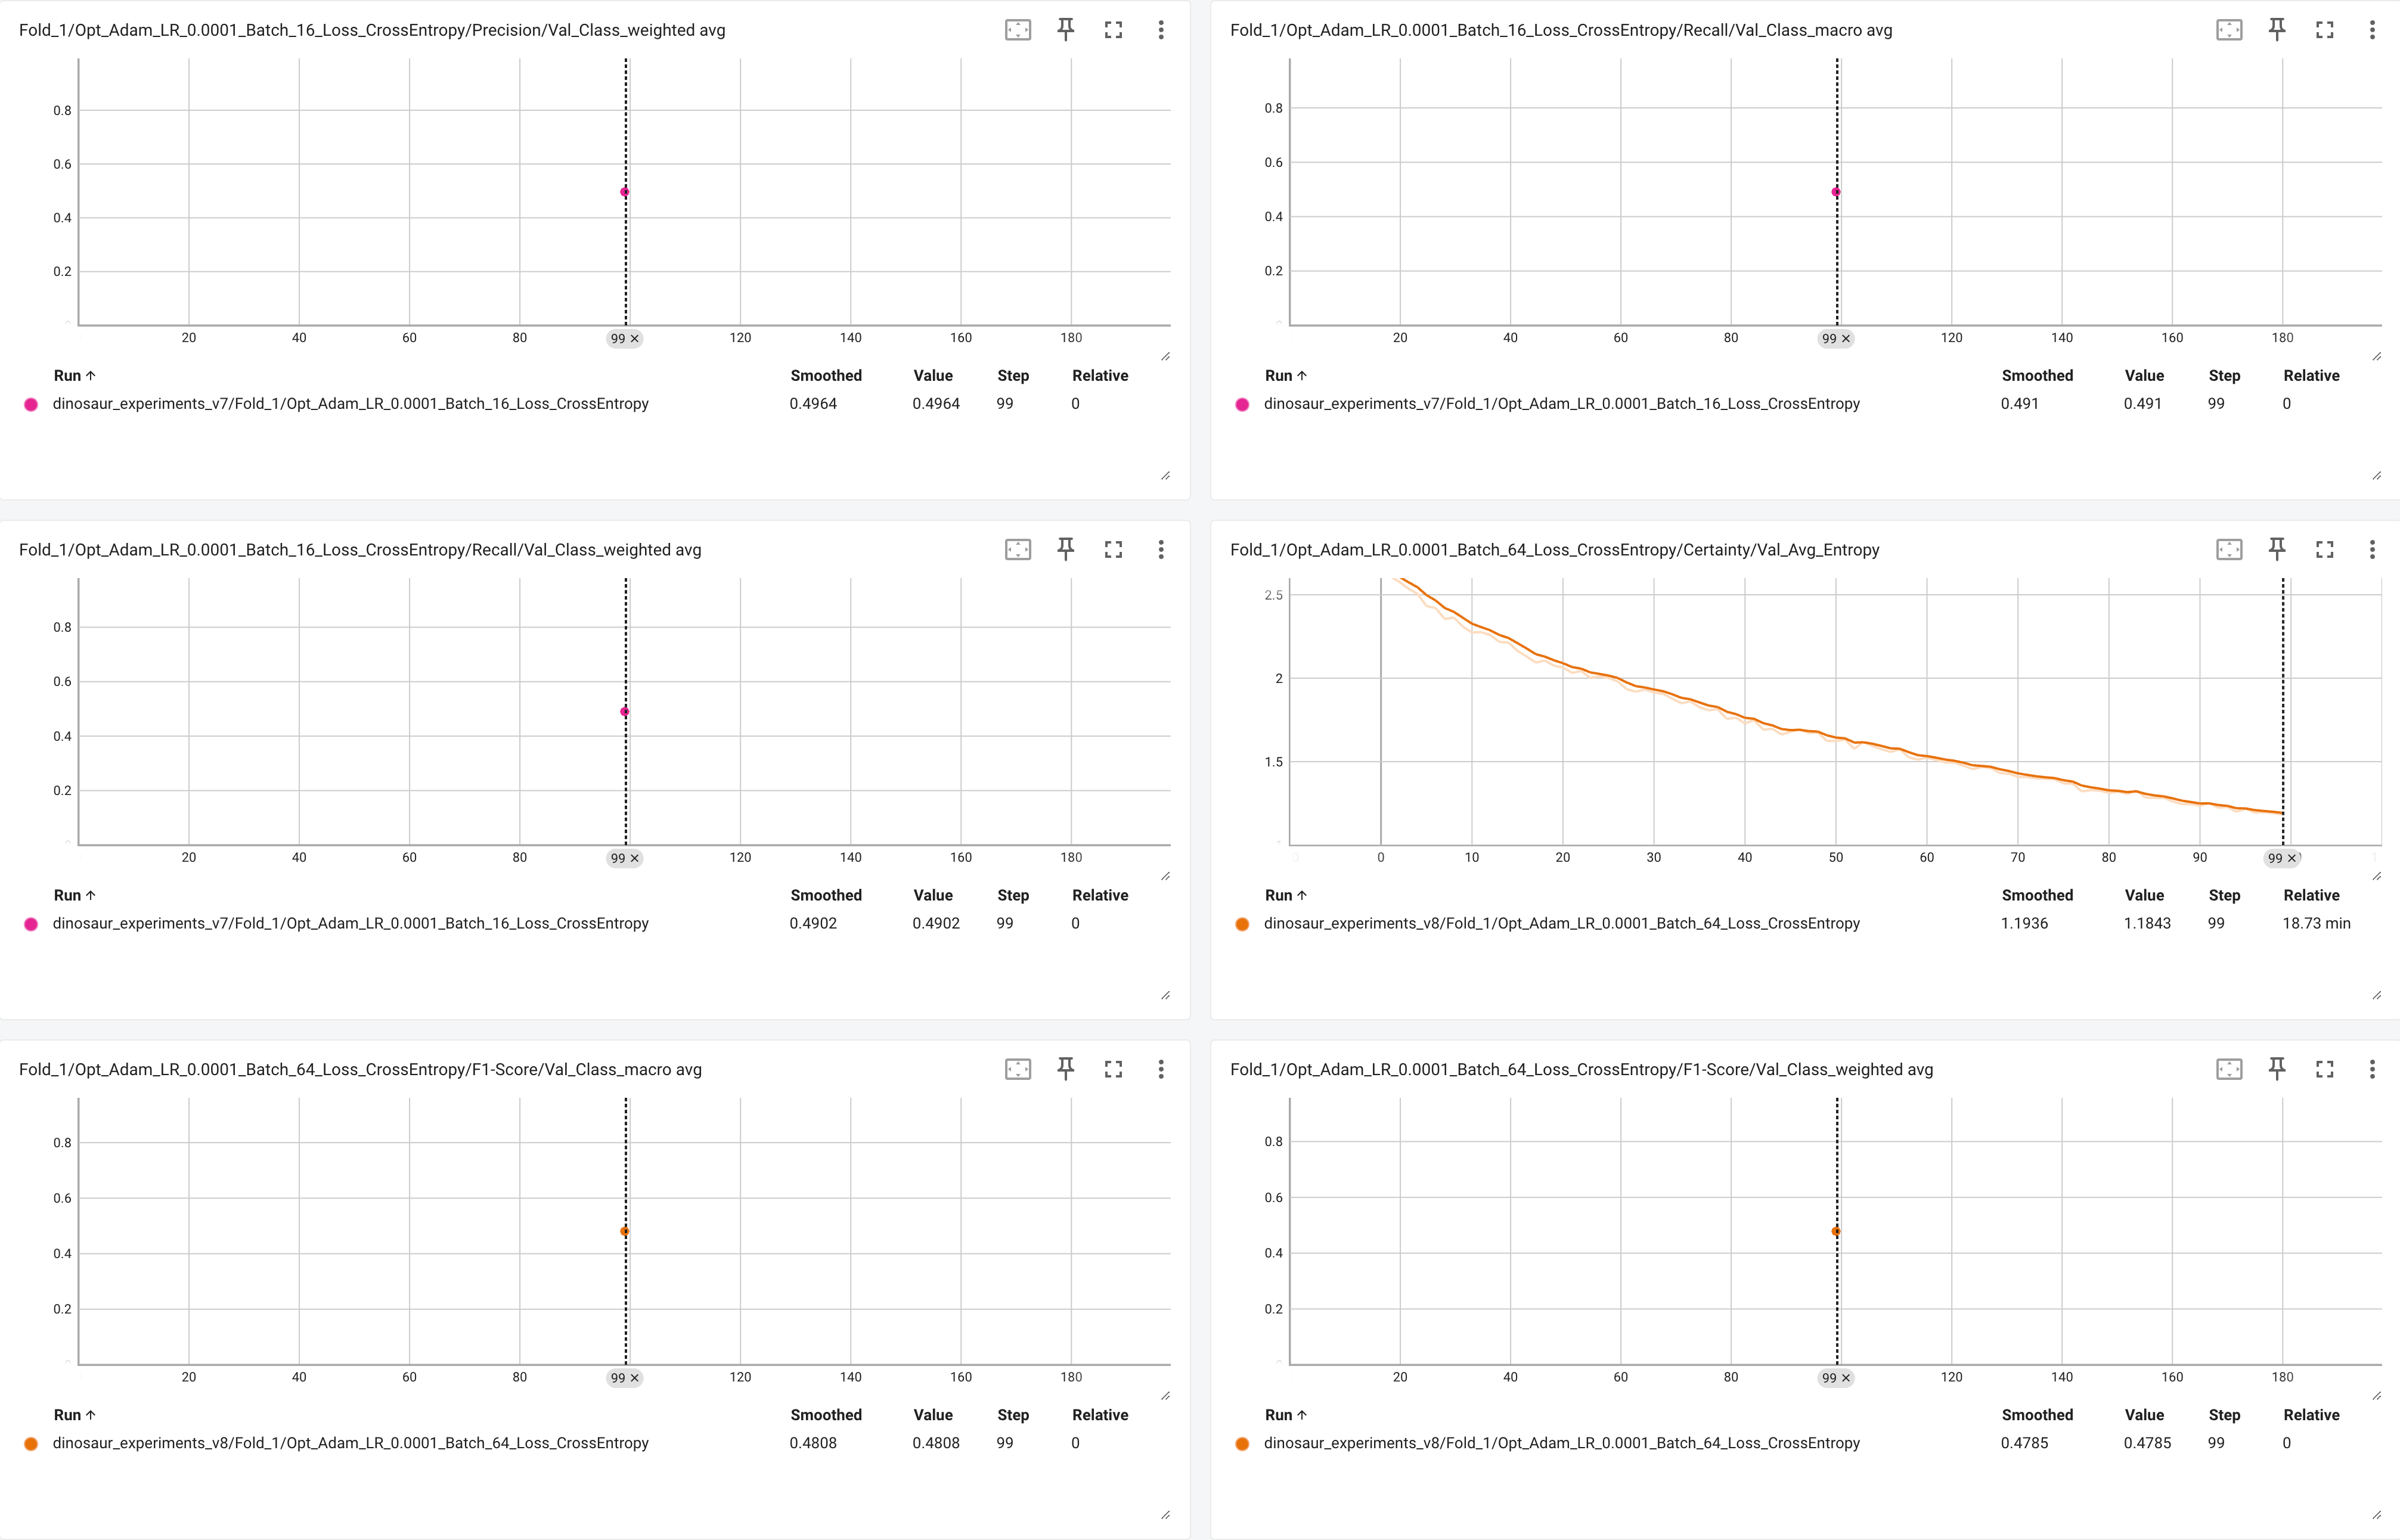 Fold_1/Opt_Adam_LR_0.0001_Batch_16_Loss_CrossEntropy/Precision/Val_Class_weighted avg
0.8
0.6
0.4
0.2
20 40 60 80 99 × 120 140 160 180
Run ↑ Smoothed Value Step Relative
dinosaur_experiments_v7/Fold_1/Opt_Adam_LR_0.0001_Batch_16_Loss_CrossEntropy 0.4964 0.4964 99 0
Fold_1/Opt_Adam_LR_0.0001_Batch_16_Loss_CrossEntropy/Recall/Val_Class_macro avg
0.8
0.6
0.4
0.2
20 40 60 80 99 × 120 140 160 180
Run ↑ Smoothed Value Step Relative
dinosaur_experiments_v7/Fold_1/Opt_Adam_LR_0.0001_Batch_16_Loss_CrossEntropy 0.491 0.491 99 0
Fold_1/Opt_Adam_LR_0.0001_Batch_16_Loss_CrossEntropy/Recall/Val_Class_weighted avg
0.8
0.6
0.4
0.2
20 40 60 80 99 × 120 140 160 180
Run ↑ Smoothed Value Step Relative
dinosaur_experiments_v7/Fold_1/Opt_Adam_LR_0.0001_Batch_16_Loss_CrossEntropy 0.4902 0.4902 99 0
Fold_1/Opt_Adam_LR_0.0001_Batch_64_Loss_CrossEntropy/Certainty/Val_Avg_Entropy
2.5
2
1.5
0 10 20 30 40 50 60 70 80 90 99 ×
Run ↑ Smoothed Value Step Relative
dinosaur_experiments_v8/Fold_1/Opt_Adam_LR_0.0001_Batch_64_Loss_CrossEntropy 1.1936 1.1843 99 18.73 min
Fold_1/Opt_Adam_LR_0.0001_Batch_64_Loss_CrossEntropy/F1-Score/Val_Class_macro avg
0.8
0.6
0.4
0.2
20 40 60 80 99 × 120 140 160 180
Run ↑ Smoothed Value Step Relative
dinosaur_experiments_v8/Fold_1/Opt_Adam_LR_0.0001_Batch_64_Loss_CrossEntropy 0.4808 0.4808 99 0
Fold_1/Opt_Adam_LR_0.0001_Batch_64_Loss_CrossEntropy/F1-Score/Val_Class_weighted avg
0.8
0.6
0.4
0.2
20 40 60 80 99 × 120 140 160 180
Run ↑ Smoothed Value Step Relative
dinosaur_experiments_v8/Fold_1/Opt_Adam_LR_0.0001_Batch_64_Loss_CrossEntropy 0.4785 0.4785 99 0